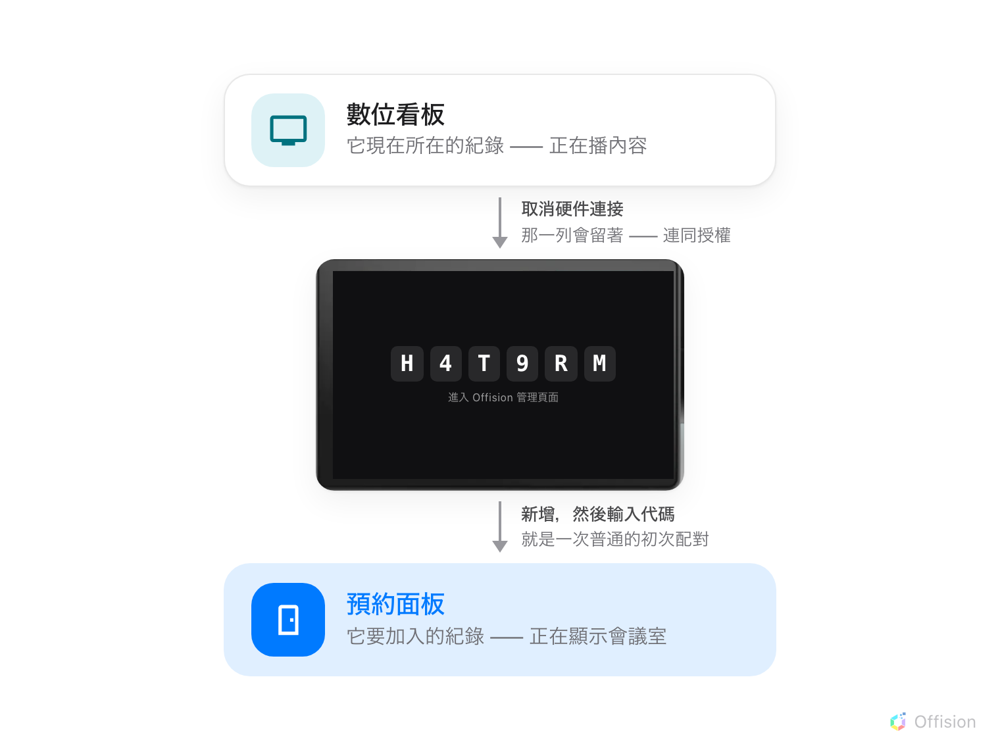 數位看板
它現在所在的紀錄 —— 正在播內容
取消硬件連接
那一列會留著 —— 連同授權
H 4 T 9 R M
進入 Offision 管理頁面
新增，然後輸入代碼
就是一次普通的初次配對
預約面板
它要加入的紀錄 —— 正在顯示會議室
Offision